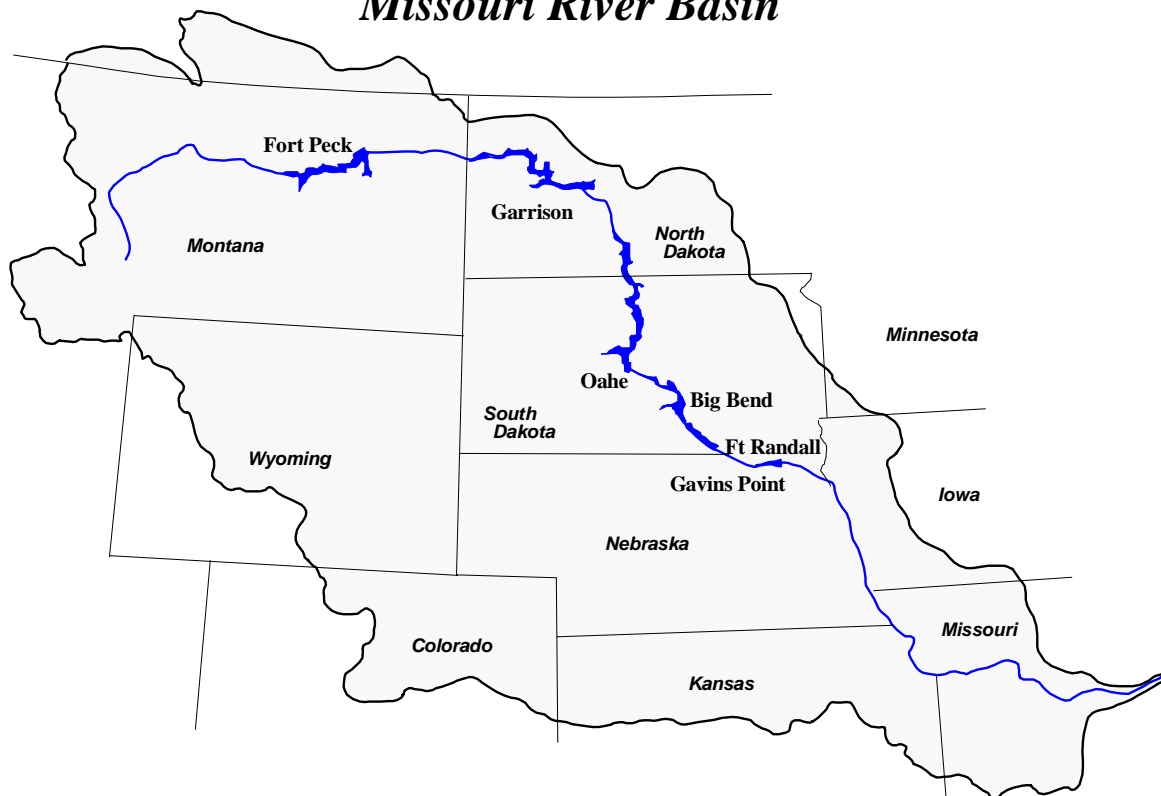 Missouri River Basin
Fort Peck
Garrison
Montana
North
Dakota
Minnesota
Oahe
Big Bend
South
Dakota
Ft Randall
Wyoming
Gavins Point
Iowa
Nebraska
Missouri
Colorado
Kansas